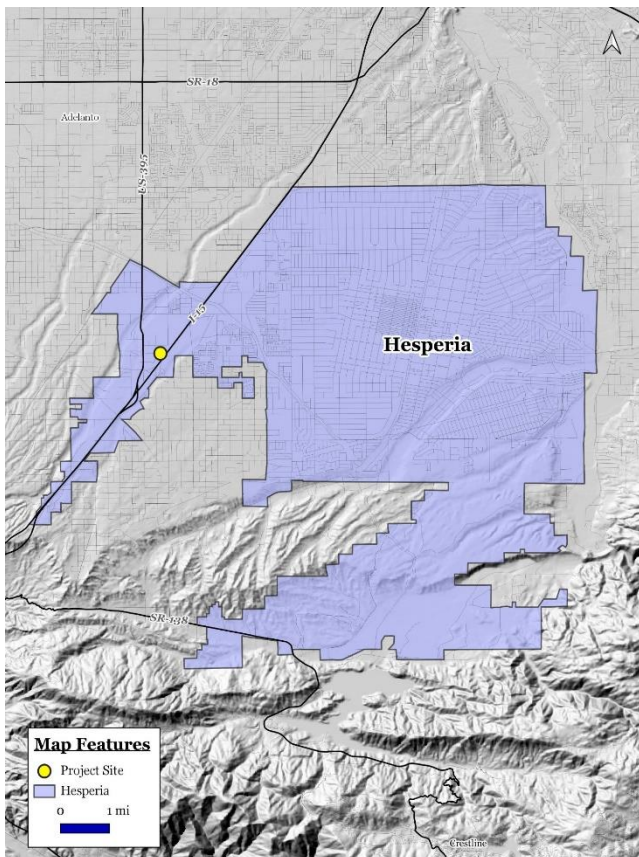 SR-18
Adelanto
US-395
I-15
Hesperia
SR-138
Map Features
Project Site
Hesperia
0 1 mi
Crestline